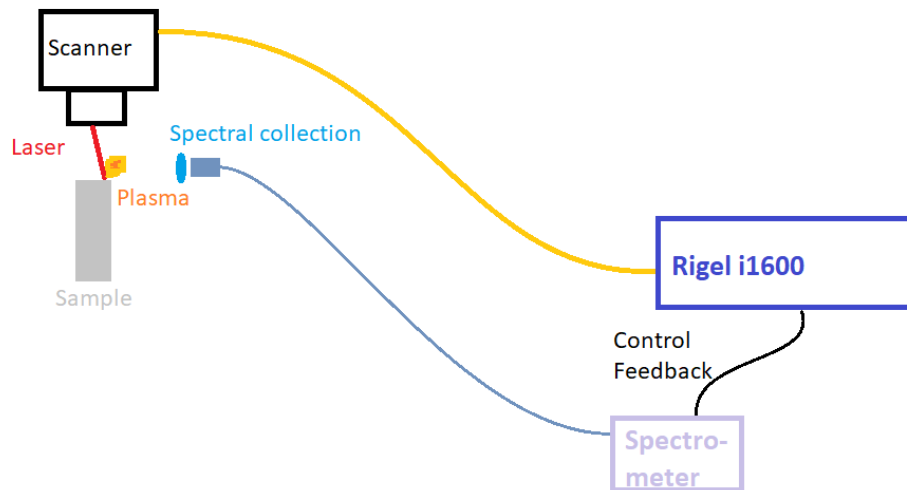 Scanner
Laser
Spectral collection
Plasma
Sample
Rigel i1600
Control
Feedback
Spectro-
meter